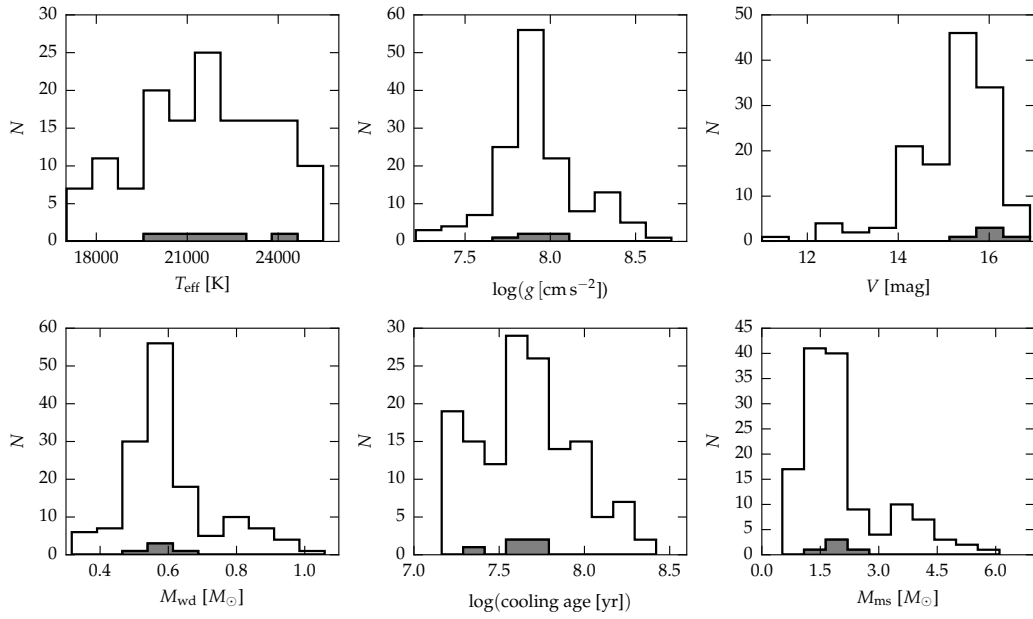 30
25
20
15
10
5
0
N
18000 21000 24000
T_eff [K]
60
50
40
30
20
10
0
N
7.5 8.0 8.5
log(g [cm s⁻²])
50
40
30
20
10
0
N
12 14 16
V [mag]
60
50
40
30
20
10
0
N
0.4 0.6 0.8 1.0
M_wd [M_⊙]
30
25
20
15
10
5
0
N
7.0 7.5 8.0 8.5
log(cooling age [yr])
45
40
35
30
25
20
15
10
5
0
N
0.0 1.5 3.0 4.5 6.0
M_ms [M_⊙]